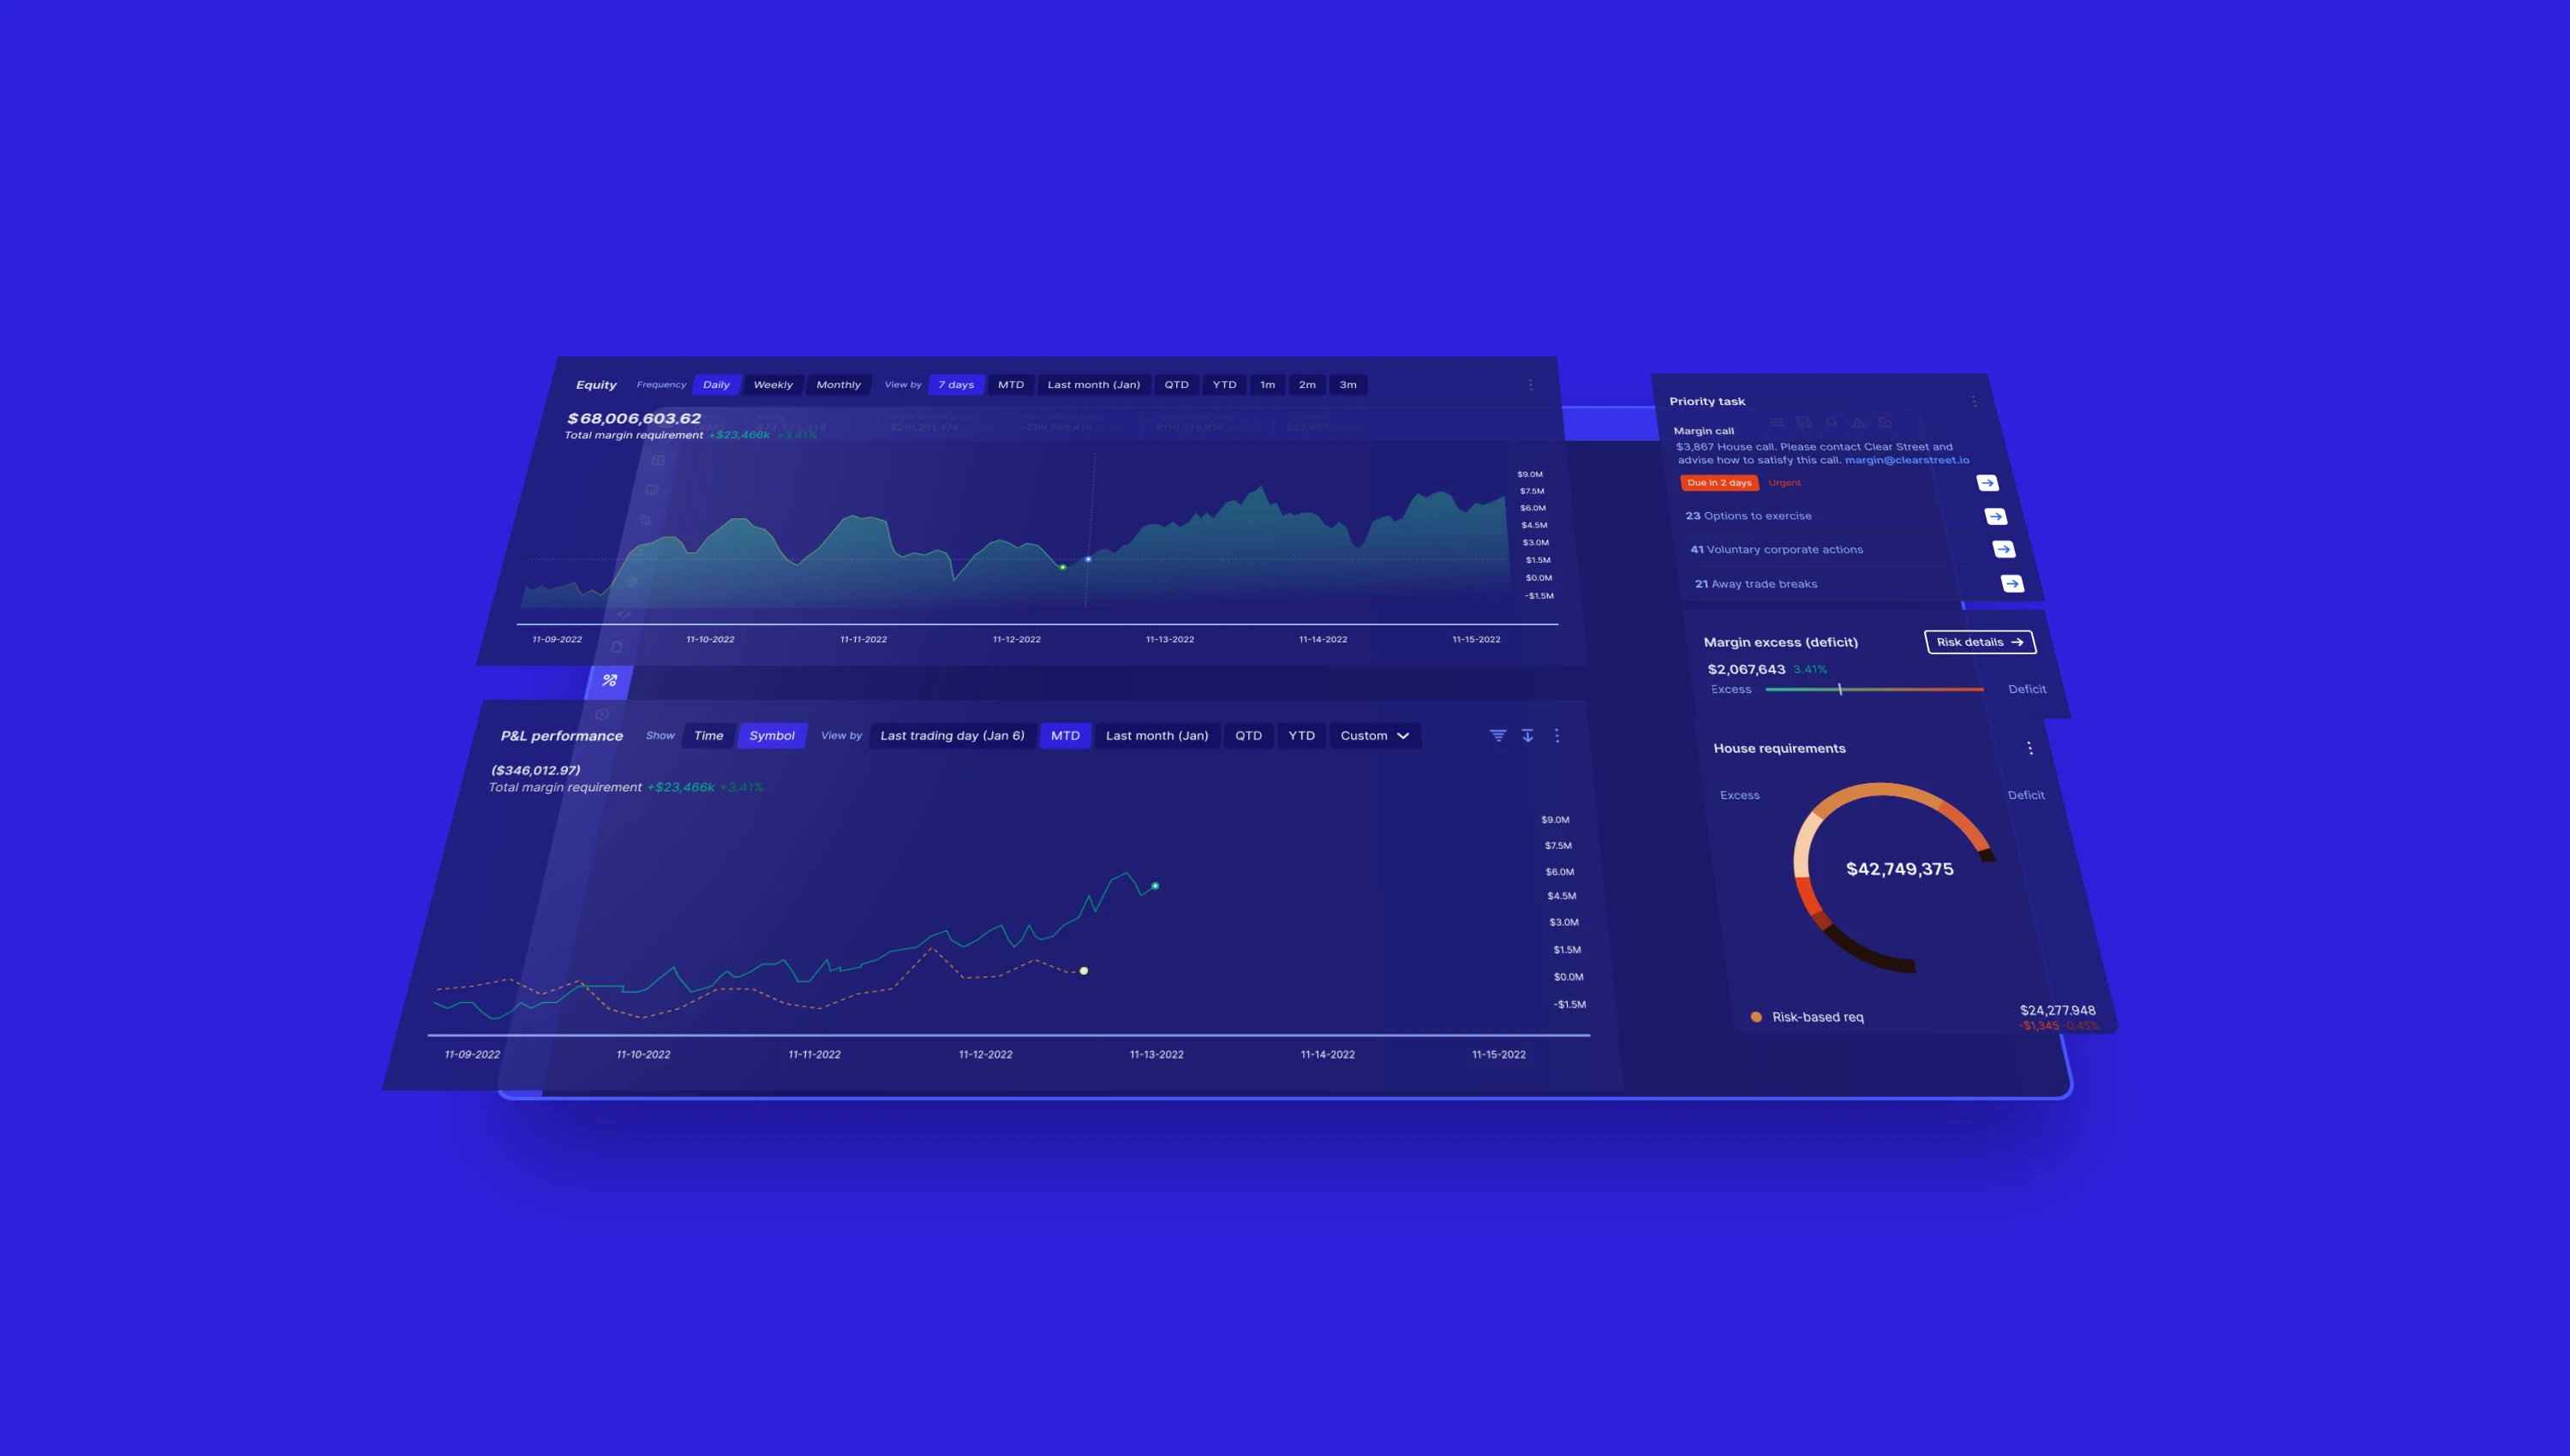 Equity Frequency Daily Weekly Monthly View by 7 days MTD Last month (Jan) QTD YTD 1m 2m 3m
$68,006,603.62
Total margin requirement +$23,466k +3.41%
$9.0M
$7.5M
$6.0M
$4.5M
$3.0M
$1.5M
$0.0M
-$1.5M
11-09-2022 11-10-2022 11-11-2022 11-12-2022 11-13-2022 11-14-2022 11-15-2022
P&L performance Show Time Symbol View by Last trading day (Jan 6) MTD Last month (Jan) QTD YTD Custom
($346,012.97)
Total margin requirement +$23,466k +3.41%
$9.0M
$7.5M
$6.0M
$4.5M
$3.0M
$1.5M
$0.0M
-$1.5M
11-09-2022 11-10-2022 11-11-2022 11-12-2022 11-13-2022 11-14-2022 11-15-2022
Priority task
Margin call
$3,867 House call. Please contact Clear Street and
advise how to satisfy this call. margin@clearstreet.io
Due in 2 days Urgent
23 Options to exercise
41 Voluntary corporate actions
21 Away trade breaks
Margin excess (deficit) Risk details
$2,067,643 3.41%
Excess Deficit
House requirements
Excess Deficit
$42,749,375
Risk-based req $24,277.948
-$1,345 -0.45%